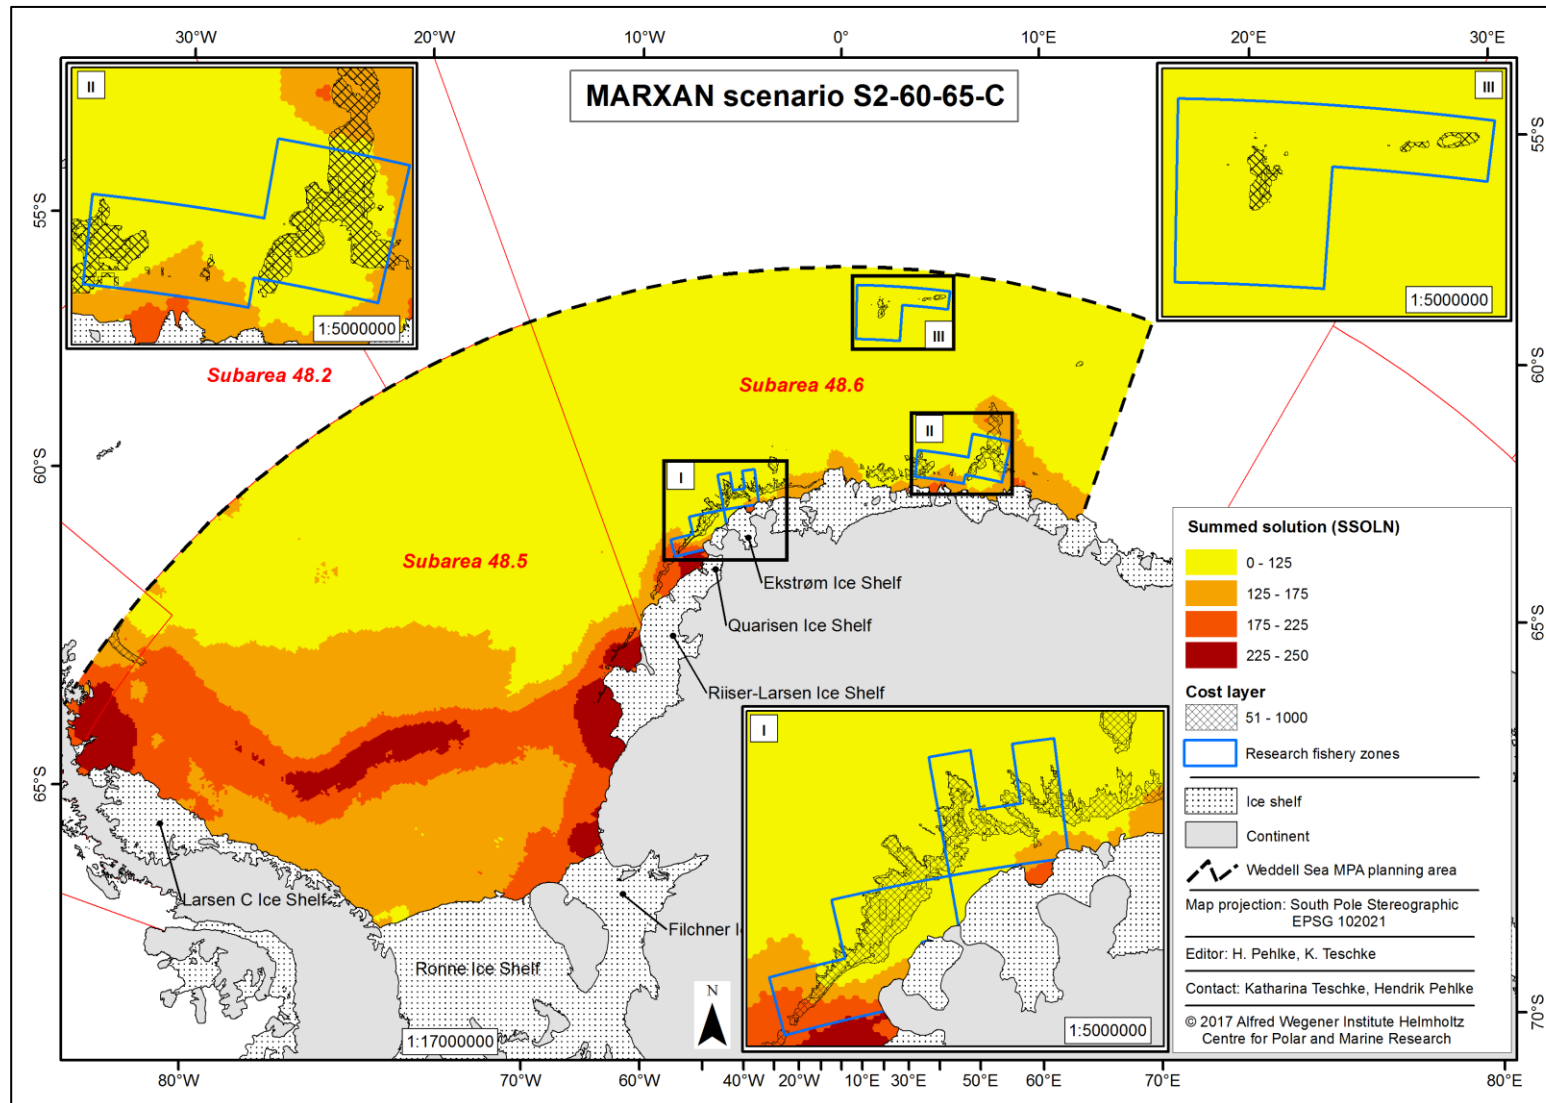 30°W 20°W 10°W 0° 10°E 20°E 30°E
II
MARXAN scenario S2-60-65-C
III
55°S
55°S
1:5000000
1:5000000
Subarea 48.2
III
Subarea 48.6
60°S
II
60°S
I
Subarea 48.5
Ekstrøm Ice Shelf
Quarisen Ice Shelf
Riiser-Larsen Ice Shelf
65°S
65°S
Larsen C Ice Shelf
Filchner I
Ronne Ice Shelf
N
1:17000000
I
1:5000000
Summed solution (SSOLN)
0 - 125
125 - 175
175 - 225
225 - 250
Cost layer
51 - 1000
Research fishery zones
Ice shelf
Continent
Weddell Sea MPA planning area
Map projection: South Pole Stereographic
EPSG 102021
Editor: H. Pehlke, K. Teschke
Contact: Katharina Teschke, Hendrik Pehlke
© 2017 Alfred Wegener Institute Helmholtz
Centre for Polar and Marine Research
70°S
80°W 70°W 60°W 40°W 20°W 10°E 30°E 50°E 60°E 70°E 80°E